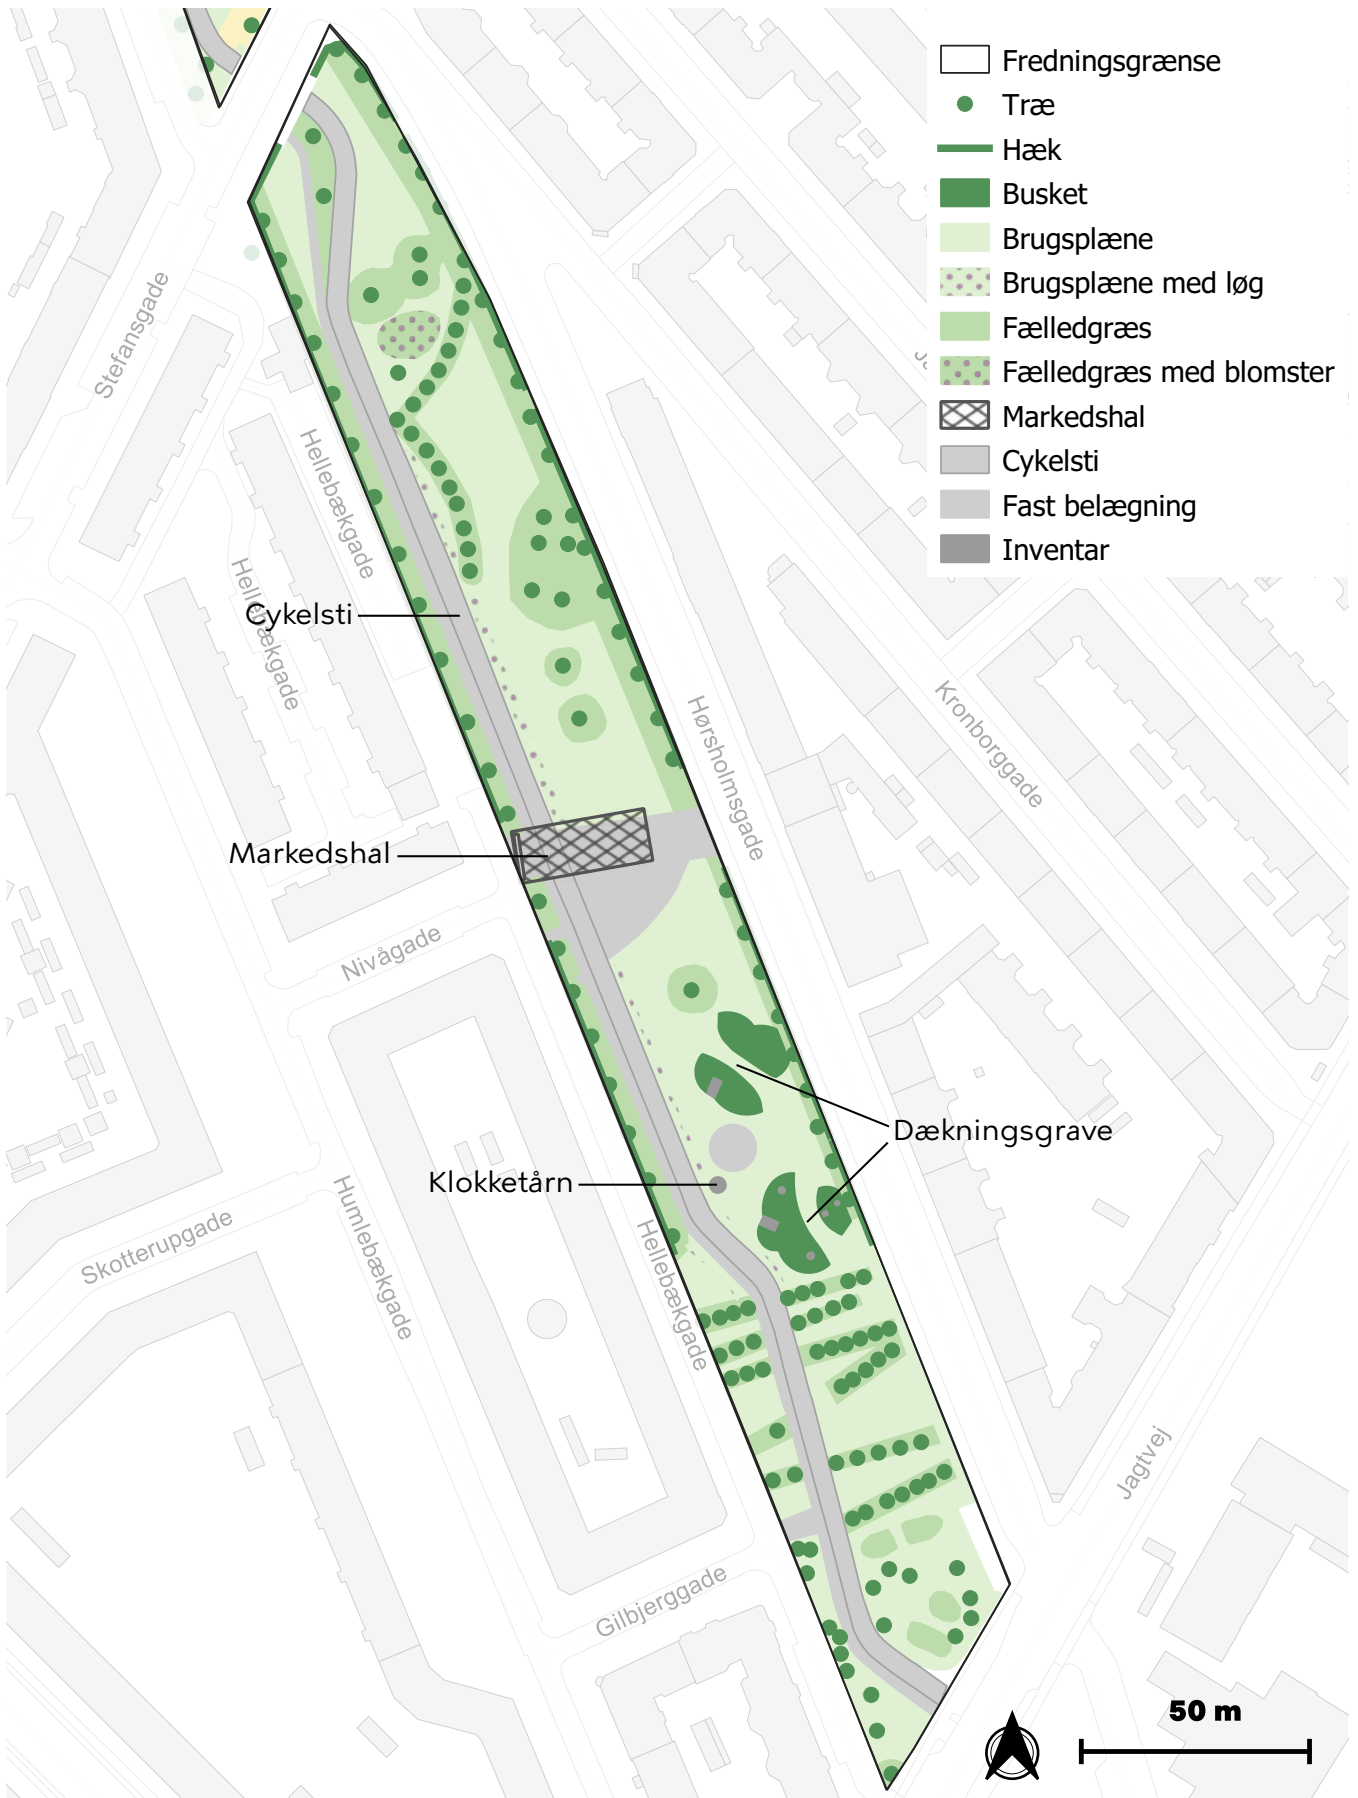 Fredningsgrænse
Træ
Hæk
Busket
Brugsplæne
Brugsplæne med løg
Fælledgræs
Fælledgræs med blomster
Markedshal
Cykelsti
Fast belægning
Inventar
Stefansgade
Hellebækgade
Hellebækgade
Cykelsti
Kronborggade
Hørsholmsgade
Markedshal
Nivågade
Dækningsgrave
Klokketårn
Skotterupgade
Humlebækgade
Hellebækgade
Jagtvej
Gilbjerggade
50 m